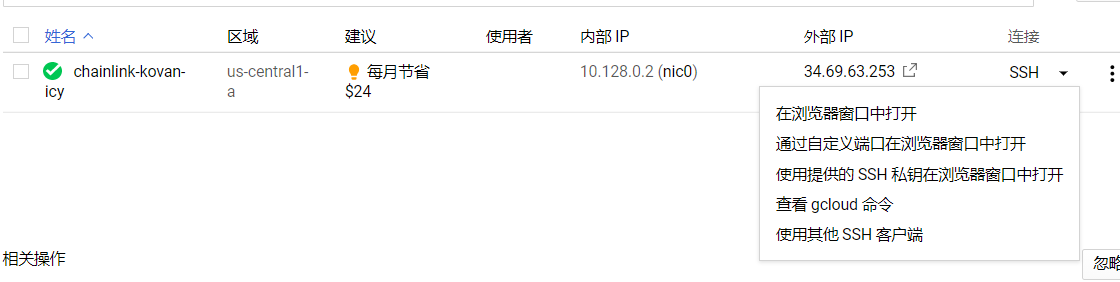 姓名 区域 建议 使用者 内部 IP 外部 IP 连接
chainlink-kovan- us-central1- 每月节省 10.128.0.2 (nic0) 34.69.63.253 SSH
icy a $24
在浏览器窗口中打开
通过自定义端口在浏览器窗口中打开
使用提供的 SSH 私钥在浏览器窗口中打开
查看 gcloud 命令
使用其他 SSH 客户端
相关操作
忽略